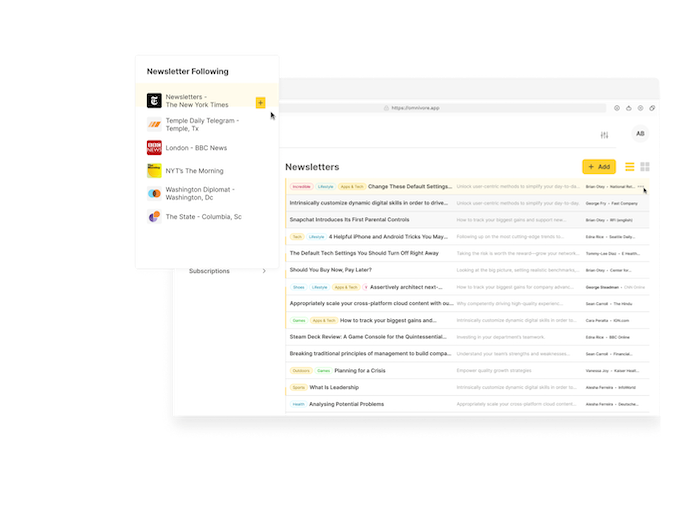 Newsletter Following
Newsletters -
The New York Times
Temple Daily Telegram -
Temple, Tx
London - BBC News
NYT's The Morning
Washington Diplomat -
Washington, Dc
The State - Columbia, Sc
Subscriptions
https://omnivore.app
AB
Newsletters
+ Add
Incredible Lifestyle Apps & Tech Change These Default Settings... Unlock user-centric methods to simplify your day-to-da... Brian Otoy • National Rel...
Intrinsically customize dynamic digital skills in order to drive... Unlock user-centric methods to simplify your day-to-day George Fry • Fast Company
Snapchat Introduces Its First Parental Controls How to track your biggest gains and support new... Brian Otoy • RFI (english)
Tech Lifestyle 4 Helpful iPhone and Android Tricks You May... Following up on the most cutting-edge trends to... Edna Rice • Seattle Daily...
The Default Tech Settings You Should Turn Off Right Away Taking the risk is worth the reward—grow your network Tommy-Lee Diaz • E Health...
Should You Buy Now, Pay Later? Looking at the big picture, setting realistic benchmarks... Brian Otoy • Center for...
Shoes Lifestyle Apps & Tech Assertively architect next-... How to track your biggest gains for company advanc... George Steadman • CNN Online
Appropriately scale your cross-platform cloud content with ou... Why competently driving high-quality experien... Sean Carroll • The Hindu
Games Apps & Tech How to track your biggest gains and... Intrinsically customize dynamic digital skills in order to... Cara Peralta • IGN.com
Steam Deck Review: A Game Console for the Quintessential... Investing in your department's teamwork. Edna Rice • BBC Online
Breaking traditional principles of management to build compa... Understand your team's strengths and weaknesses... Sean Carroll • Financial...
Outdoors Games Planning for a Crisis Empower quality growth strategies Vanessa Joy • Kaiser Healt...
Sports What Is Leadership Intrinsically customize dynamic digital skills in order to... Alesha Ferreira • InfoWorld
Health Analysing Potential Problems Appropriately scale your cross-platform cloud content... Alesha Ferreira • Deutsche...